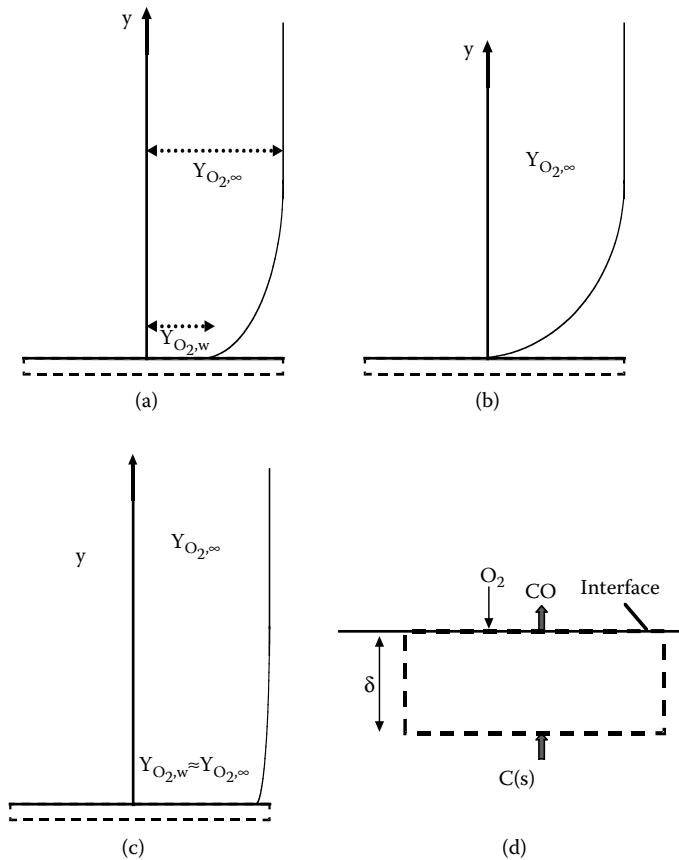 y
Y_{O_2,∞}
Y_{O_2,w}
(a)
y
Y_{O_2,∞}
(b)
y
Y_{O_2,∞}
Y_{O_2,w}≈Y_{O_2,∞}
(c)
O_2
CO
Interface
δ
C(s)
(d)